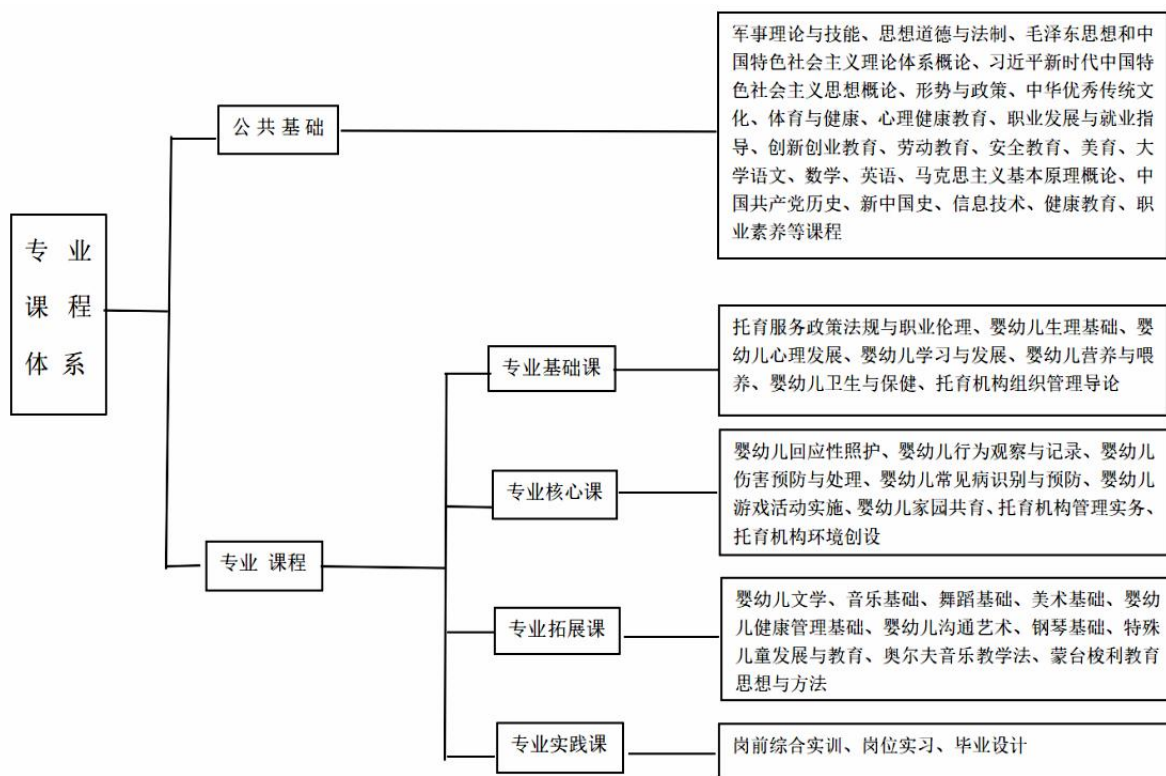 专 业
课 程
体 系
公 共 基 础
军事理论与技能、思想道德与法制、毛泽东思想和中
国特色社会主义理论体系概论、习近平新时代中国特
色社会主义思想概论、形势与政策、中华优秀传统文
化、体育与健康、心理健康教育、职业发展与就业指
导、创新创业教育、劳动教育、安全教育、美育、大
学语文、数学、英语、马克思主义基本原理概论、中
国共产党历史、新中国史、信息技术、健康教育、职
业素养等课程
专业 课程
专业基础课
托育服务政策法规与职业伦理、婴幼儿生理基础、婴
幼儿心理发展、婴幼儿学习与发展、婴幼儿营养与喂
养、婴幼儿卫生与保健、托育机构组织管理导论
专业核心课
婴幼儿回应性照护、婴幼儿行为观察与记录、婴幼儿
伤害预防与处理、婴幼儿常见病识别与预防、婴幼儿
游戏活动实施、婴幼儿家园共育、托育机构管理实务、
托育机构环境创设
专业拓展课
婴幼儿文学、音乐基础、舞蹈基础、美术基础、婴幼
儿健康管理基础、婴幼儿沟通艺术、钢琴基础、特殊
儿童发展与教育、奥尔夫音乐教学法、蒙台梭利教育
思想与方法
专业实践课
岗前综合实训、岗位实习、毕业设计